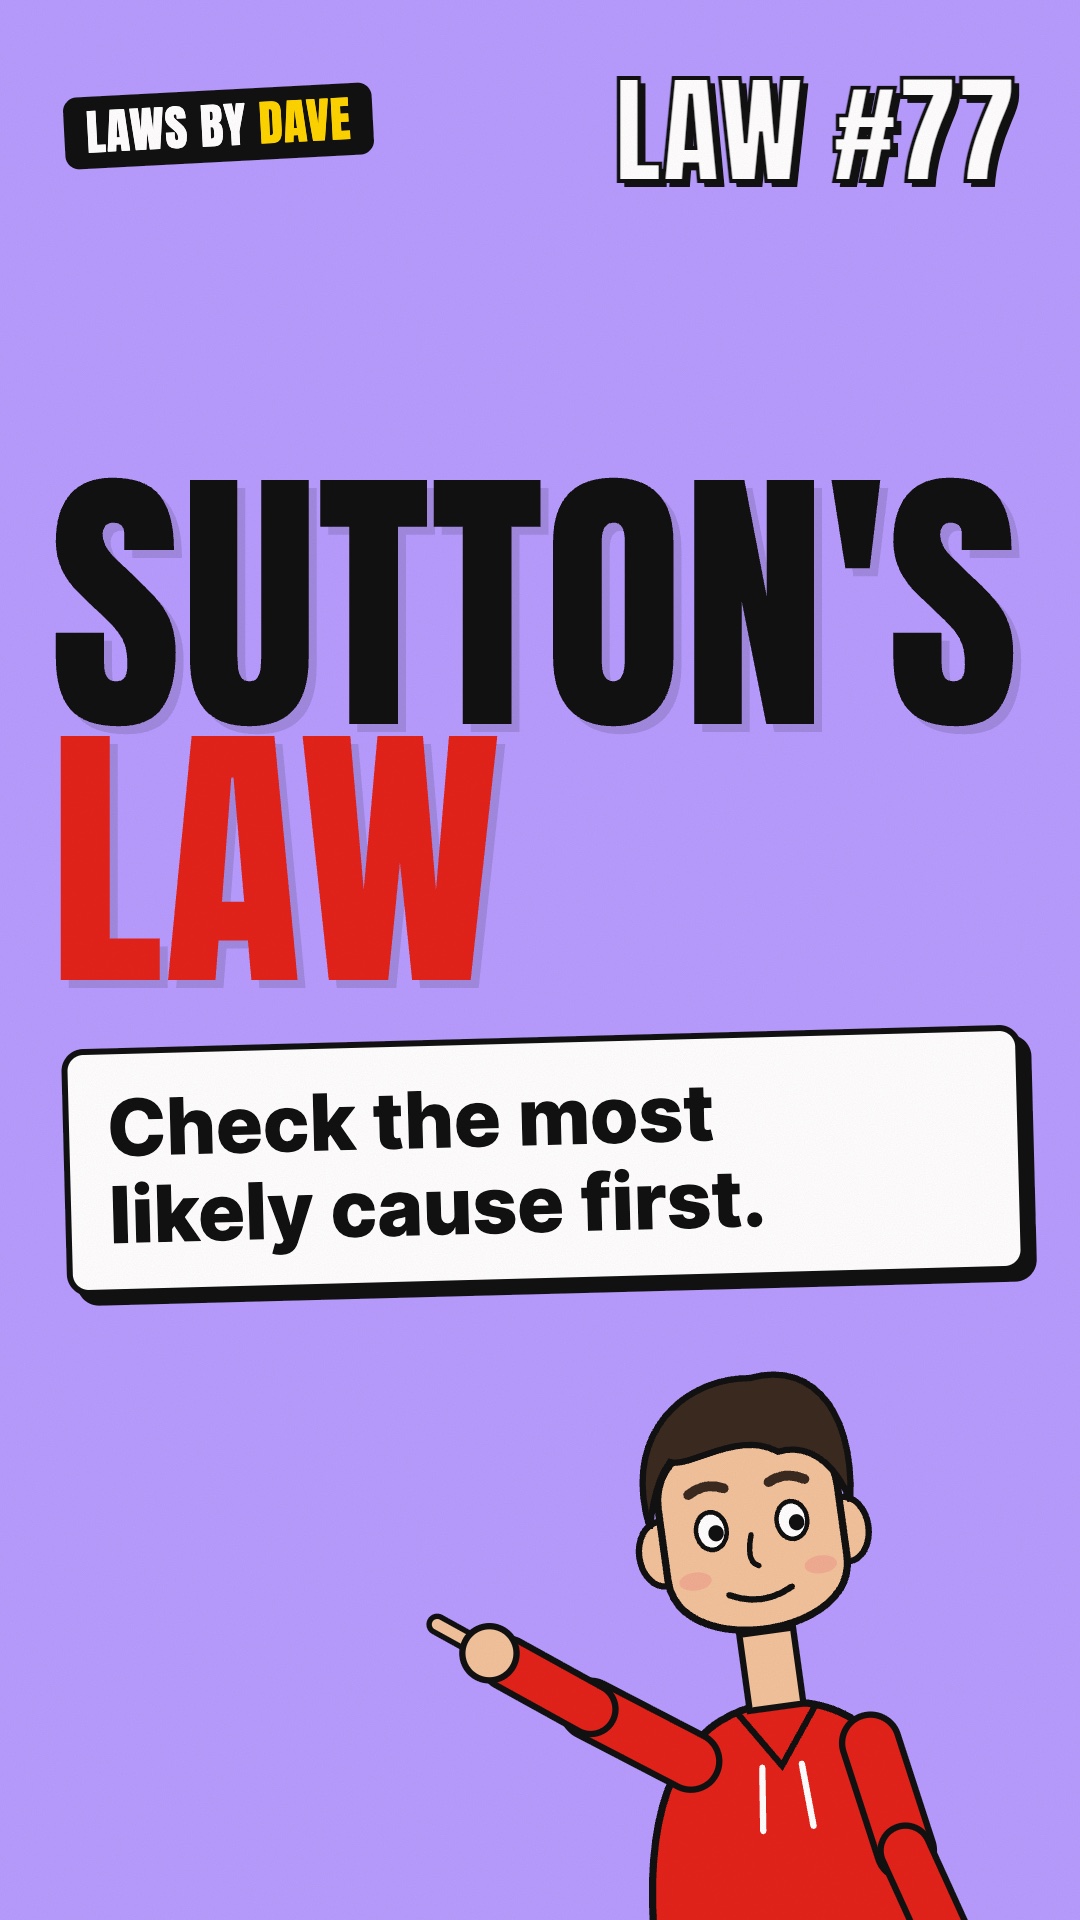 LAWS BY DAVE
LAW #77
SUTTON'S
LAW
Check the most
likely cause first.